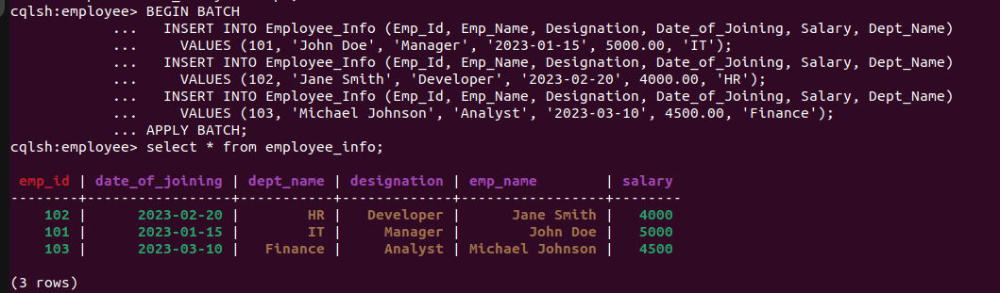 cqlsh:employee> BEGIN BATCH
            ...   INSERT INTO Employee_Info (Emp_Id, Emp_Name, Designation, Date_of_Joining, Salary, Dept_Name)
            ...     VALUES (101, 'John Doe', 'Manager', '2023-01-15', 5000.00, 'IT');
            ...   INSERT INTO Employee_Info (Emp_Id, Emp_Name, Designation, Date_of_Joining, Salary, Dept_Name)
            ...     VALUES (102, 'Jane Smith', 'Developer', '2023-02-20', 4000.00, 'HR');
            ...   INSERT INTO Employee_Info (Emp_Id, Emp_Name, Designation, Date_of_Joining, Salary, Dept_Name)
            ...     VALUES (103, 'Michael Johnson', 'Analyst', '2023-03-10', 4500.00, 'Finance');
            ... APPLY BATCH;
cqlsh:employee> select * from employee_info;
 emp_id | date_of_joining | dept_name | designation | emp_name        | salary
--------+-----------------+-----------+-------------+-----------------+--------
    102 |      2023-02-20 |        HR |   Developer |      Jane Smith |   4000
    101 |      2023-01-15 |        IT |     Manager |        John Doe |   5000
    103 |      2023-03-10 |   Finance |     Analyst | Michael Johnson |   4500
(3 rows)